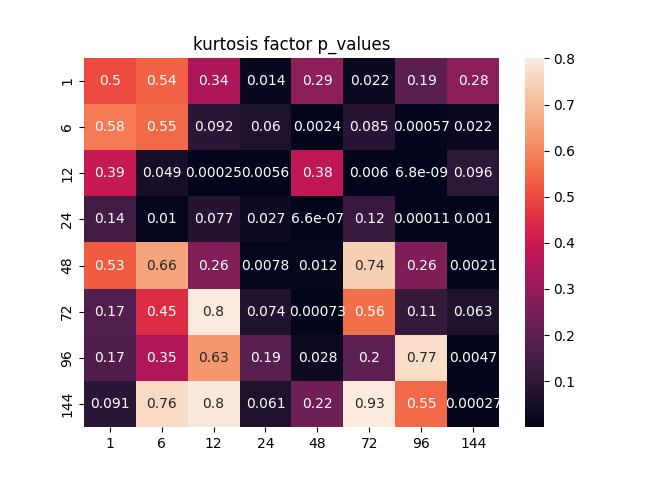 kurtosis factor p_values
1 0.5 0.54 0.34 0.014 0.29 0.022 0.19 0.28
6 0.58 0.55 0.092 0.06 0.0024 0.085 0.00057 0.022
12 0.39 0.049 0.00025 0.0056 0.38 0.006 6.8e-09 0.096
24 0.14 0.01 0.077 0.027 6.6e-07 0.12 0.00011 0.001
48 0.53 0.66 0.26 0.0078 0.012 0.74 0.26 0.0021
72 0.17 0.45 0.8 0.074 0.00073 0.56 0.11 0.063
96 0.17 0.35 0.63 0.19 0.028 0.2 0.77 0.0047
144 0.091 0.76 0.8 0.061 0.22 0.93 0.55 0.00027
1 6 12 24 48 72 96 144
0.8
0.7
0.6
0.5
0.4
0.3
0.2
0.1